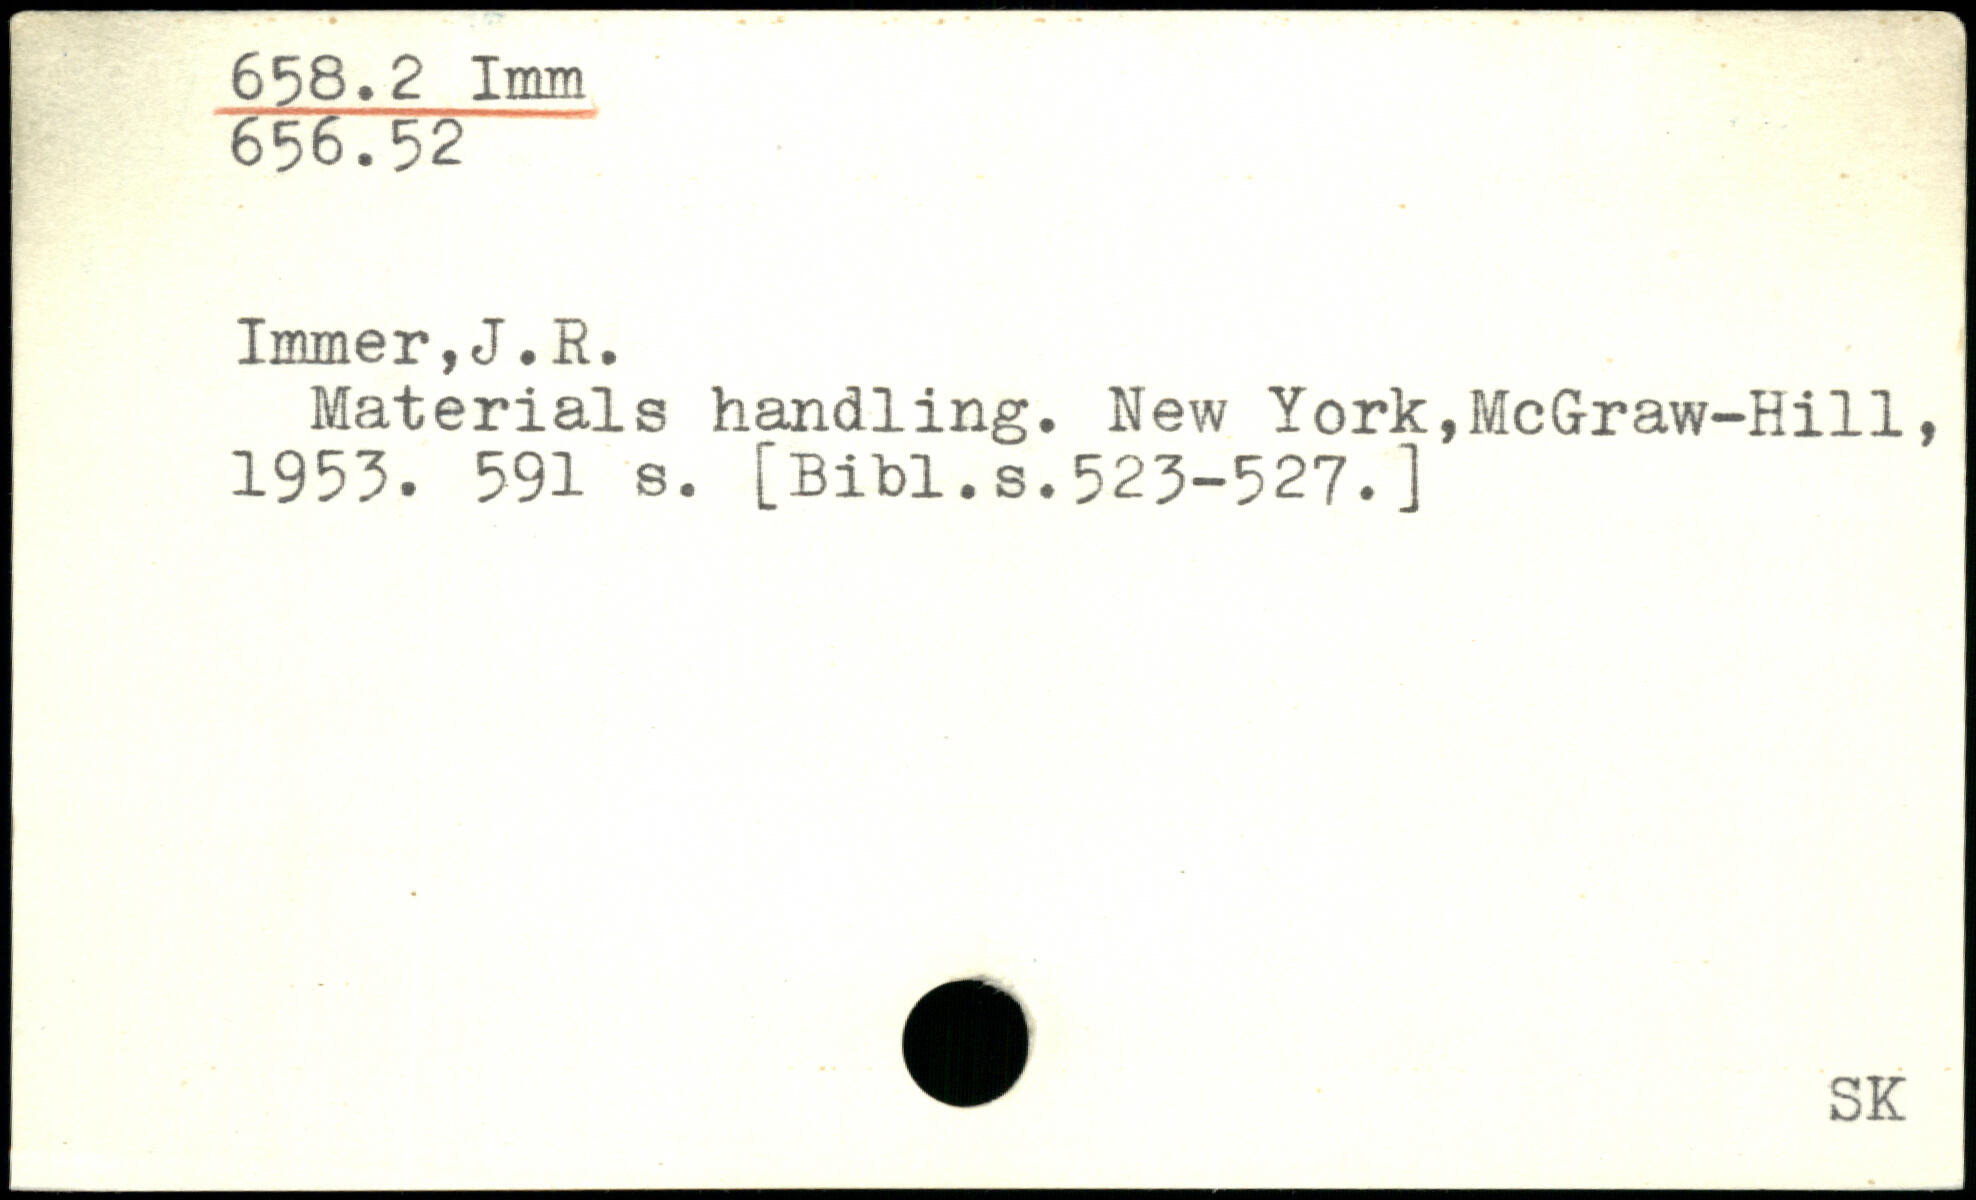 658.2 Imm
656.52
Immer,J.R.
Materials handling. New York,McGraw-Hill,
1953. 591 s. [Bibl.s.523-527.]
SK